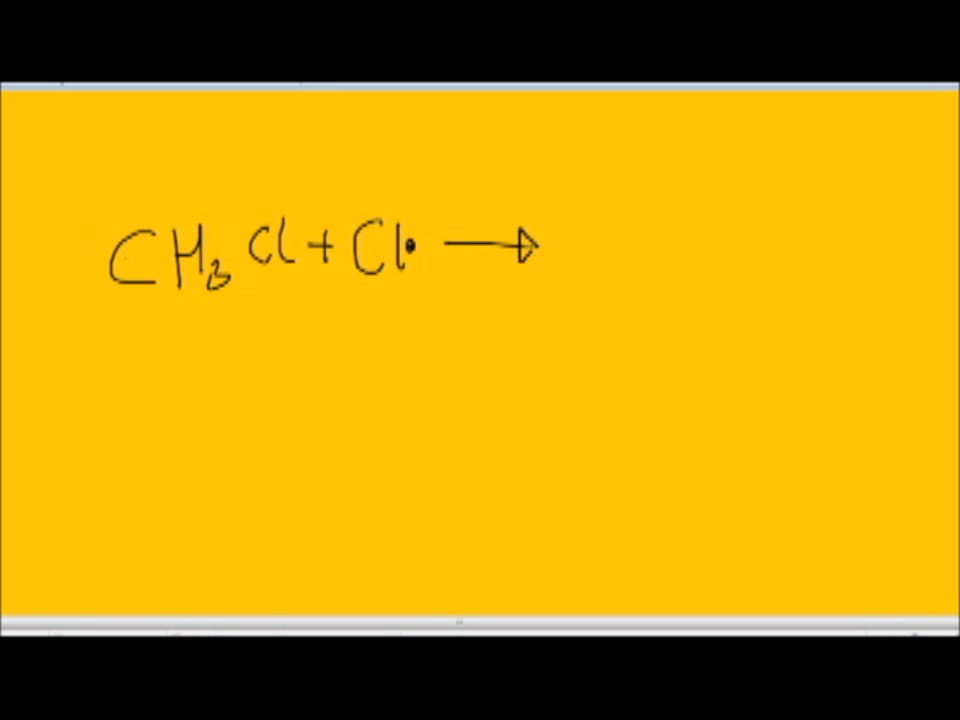 CH₃Cl + Cl• →